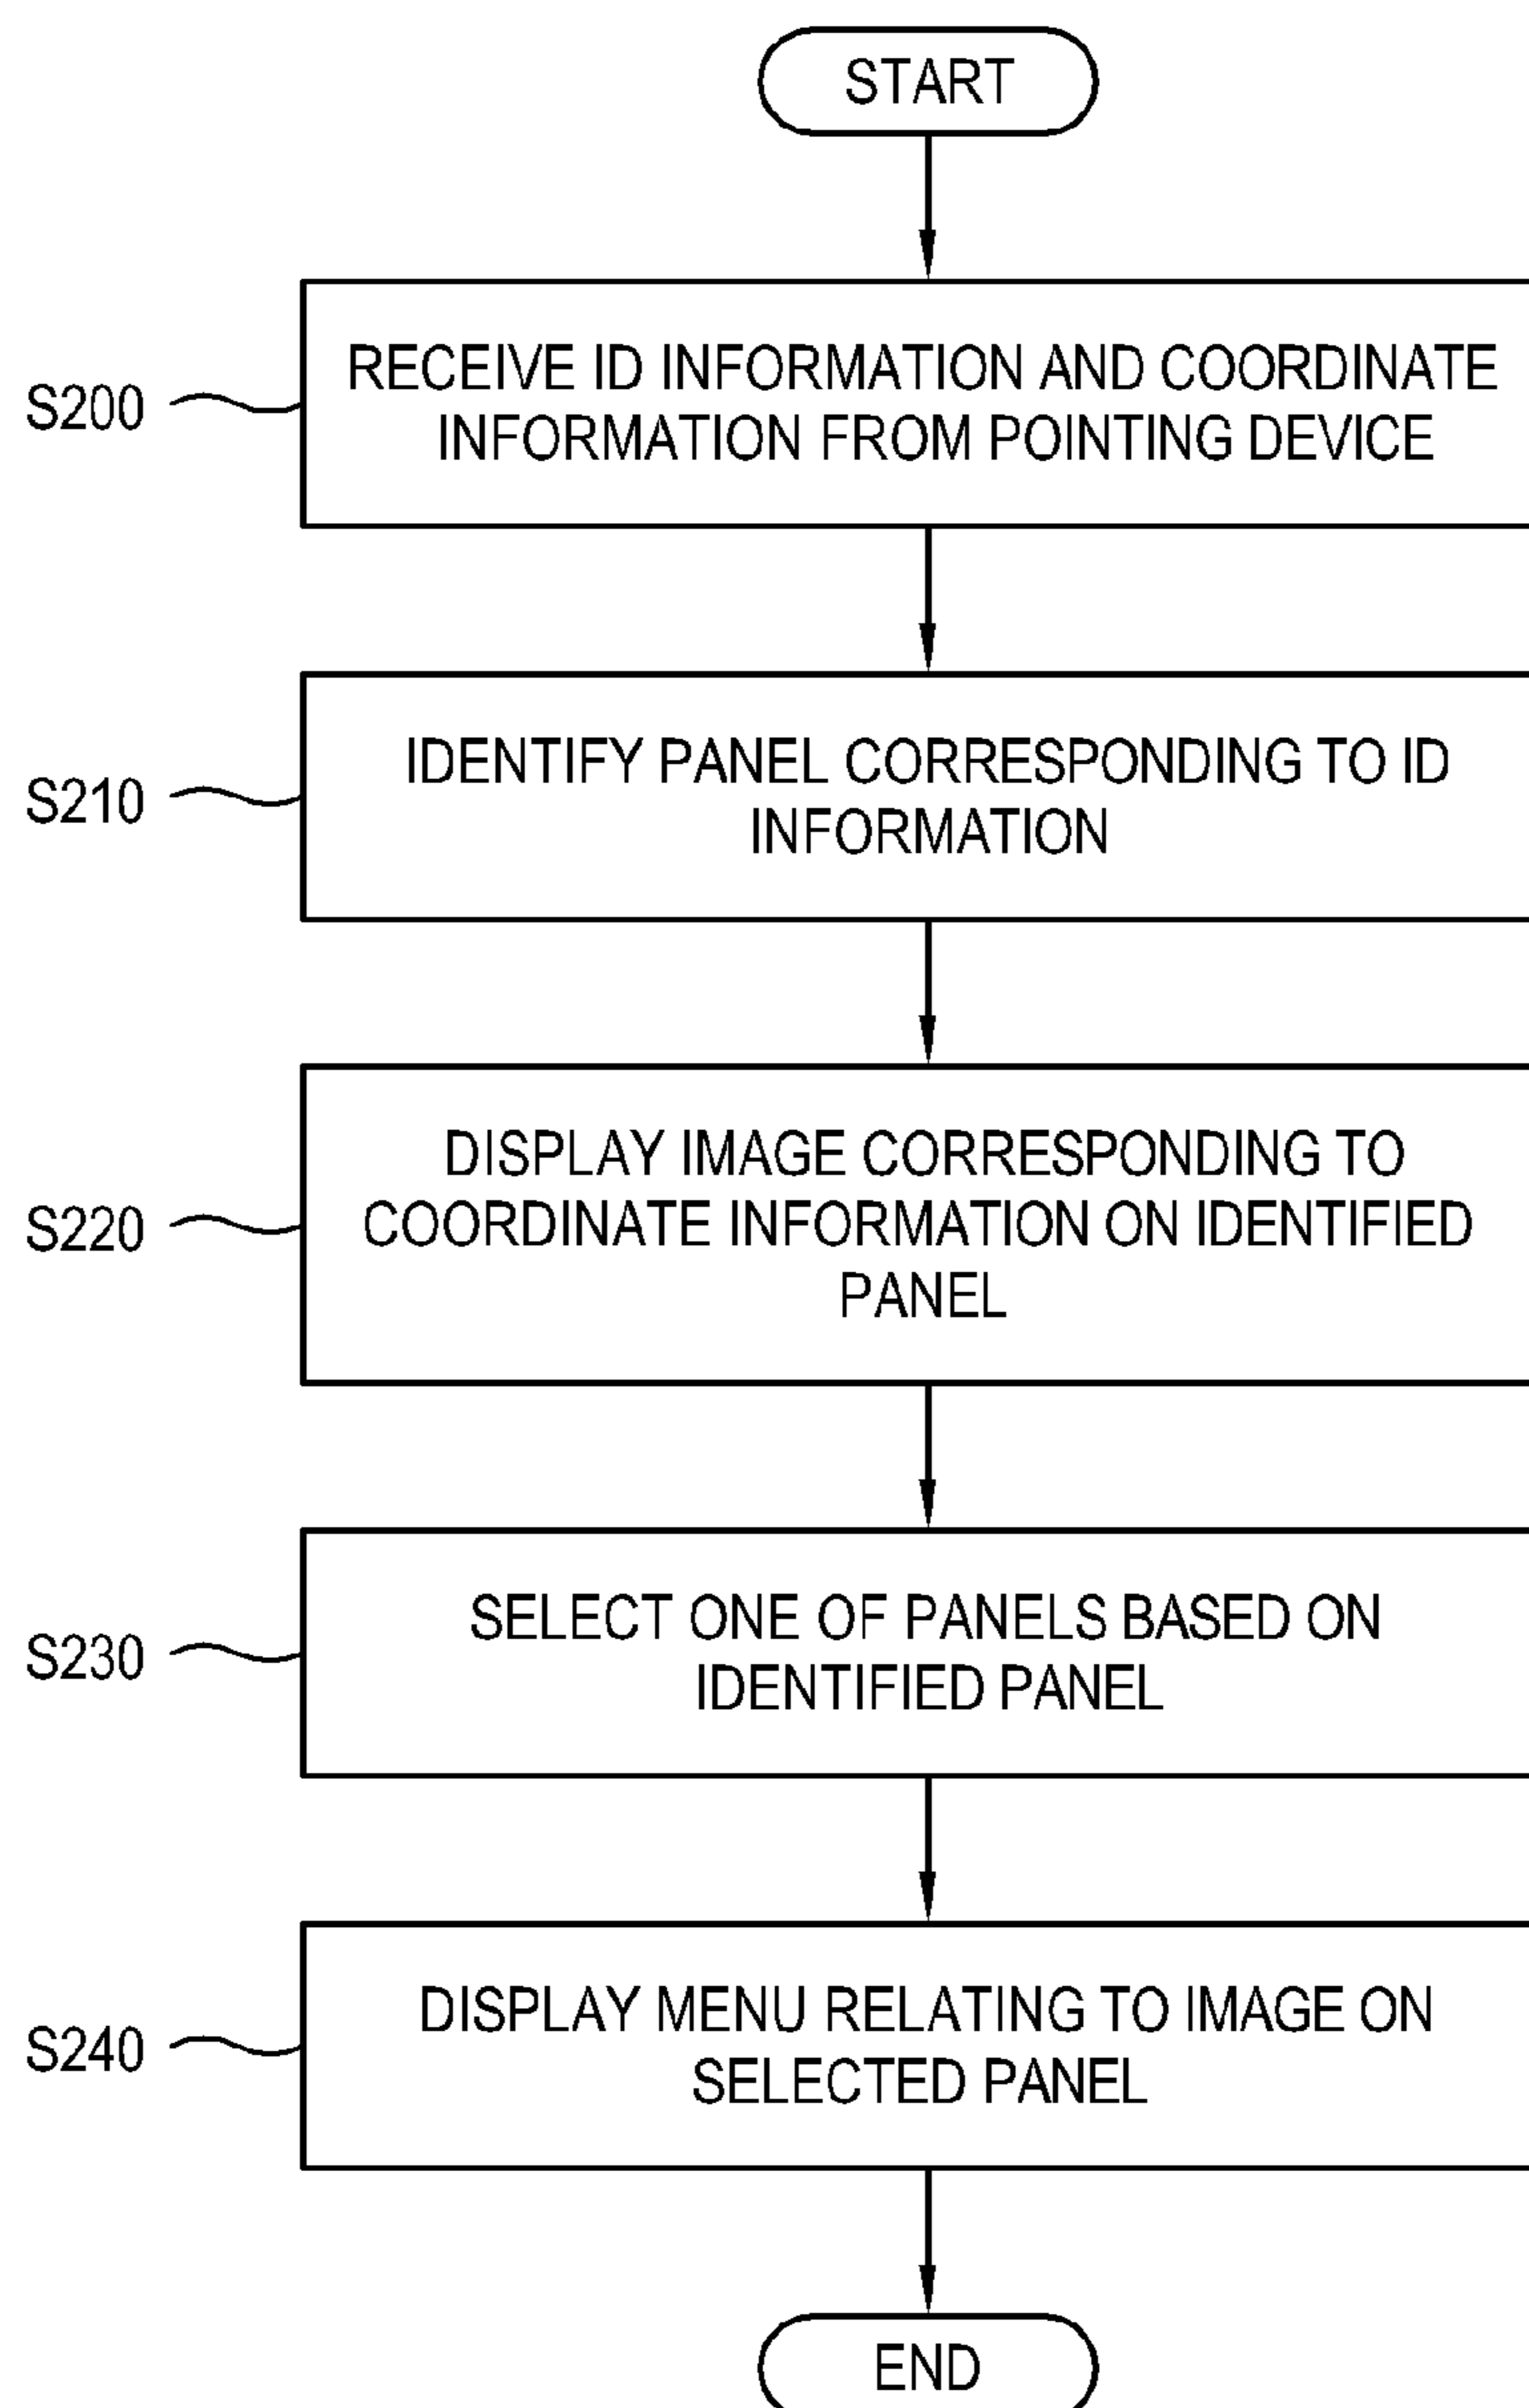 START
S200
RECEIVE ID INFORMATION AND COORDINATE
INFORMATION FROM POINTING DEVICE
S210
IDENTIFY PANEL CORRESPONDING TO ID
INFORMATION
S220
DISPLAY IMAGE CORRESPONDING TO
COORDINATE INFORMATION ON IDENTIFIED
PANEL
S230
SELECT ONE OF PANELS BASED ON
IDENTIFIED PANEL
S240
DISPLAY MENU RELATING TO IMAGE ON
SELECTED PANEL
END